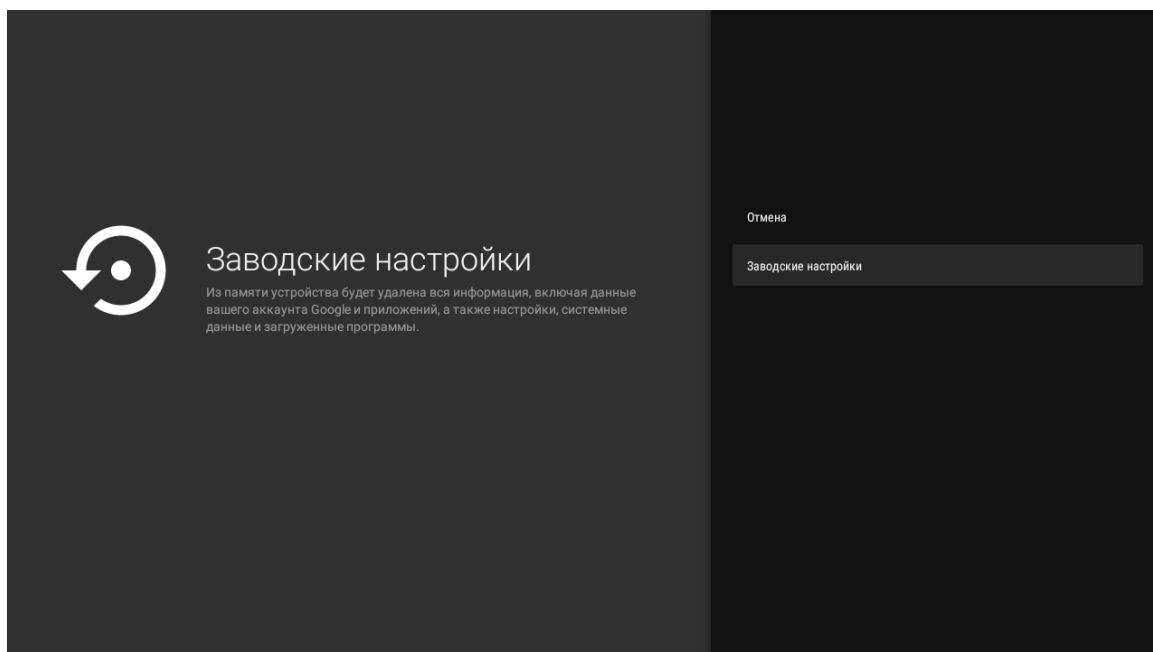 Заводские настройки
Из памяти устройства будет удалена вся информация, включая данные
вашего аккаунта Google и приложений, а также настройки, системные
данные и загруженные программы.
Отмена
Заводские настройки